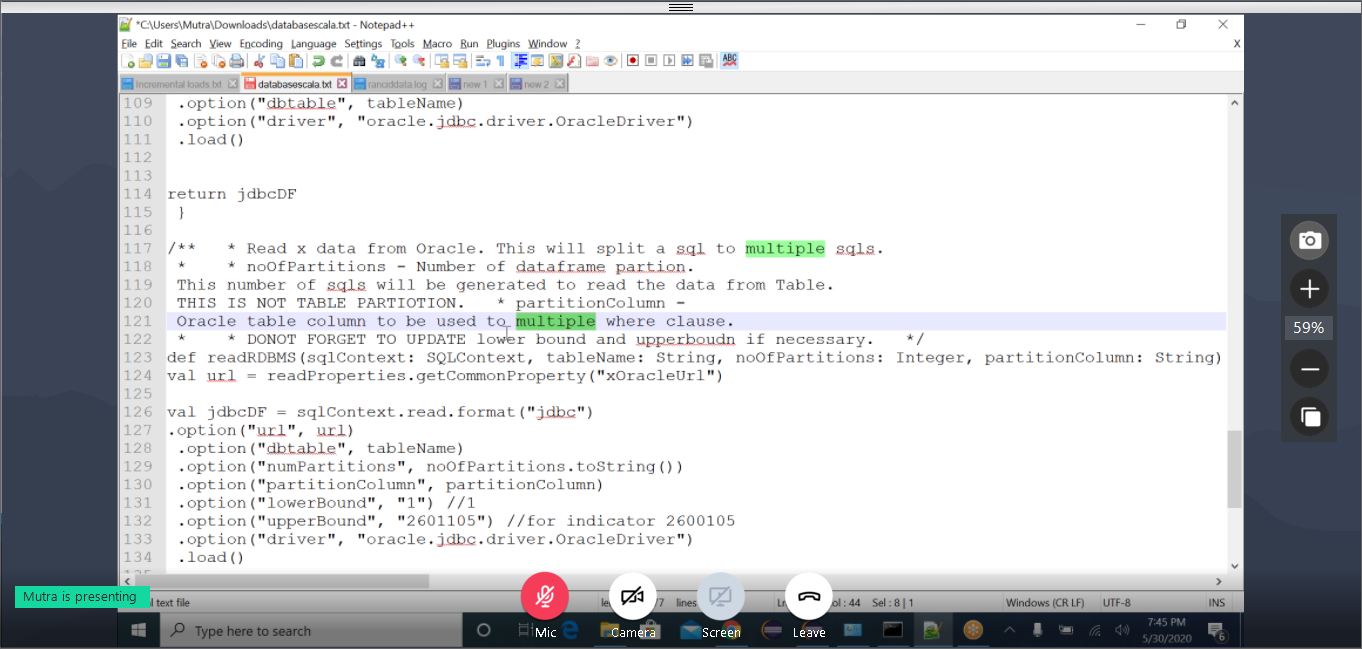 *C:\Users\Mutra\Downloads\databasescala.txt - Notepad++
File Edit Search View Encoding Language Settings Tools Macro Run Plugins Window ? X
Incremental loads.txt databasescala.txt ranciddata.log new 1 new 2
109 .option("dbtable", tableName)
110 .option("driver", "oracle.jdbc.driver.OracleDriver")
111 .load()
112
113
114 return jdbcDF
115 }
116
117 /** * Read x data from Oracle. This will split a sql to multiple sqls.
118 * * noOfPartitions - Number of dataframe partion.
119 This number of sqls will be generated to read the data from Table.
120 THIS IS NOT TABLE PARTIOTION. * partitionColumn -
121 Oracle table column to be used to multiple where clause.
122 * * DONOT FORGET TO UPDATE lower bound and upperboudn if necessary. */
123 def readRDBMS(sqlContext: SQLContext, tableName: String, noOfPartitions: Integer, partitionColumn: String)
124 val url = readProperties.getCommonProperty("xOracleUrl")
125
126 val jdbcDF = sqlContext.read.format("jdbc")
127 .option("url", url)
128 .option("dbtable", tableName)
129 .option("numPartitions", noOfPartitions.toString())
130 .option("partitionColumn", partitionColumn)
131 .option("lowerBound", "1") //1
132 .option("upperBound", "2601105") //for indicator 2600105
133 .option("driver", "oracle.jdbc.driver.OracleDriver")
134 .load()
59%
Mutra is presenting
text file lines Sel : 8 | 1 Windows (CR LF) UTF-8 INS
Type here to search
Mic Camera Screen Leave
7:45 PM
5/30/2020
6